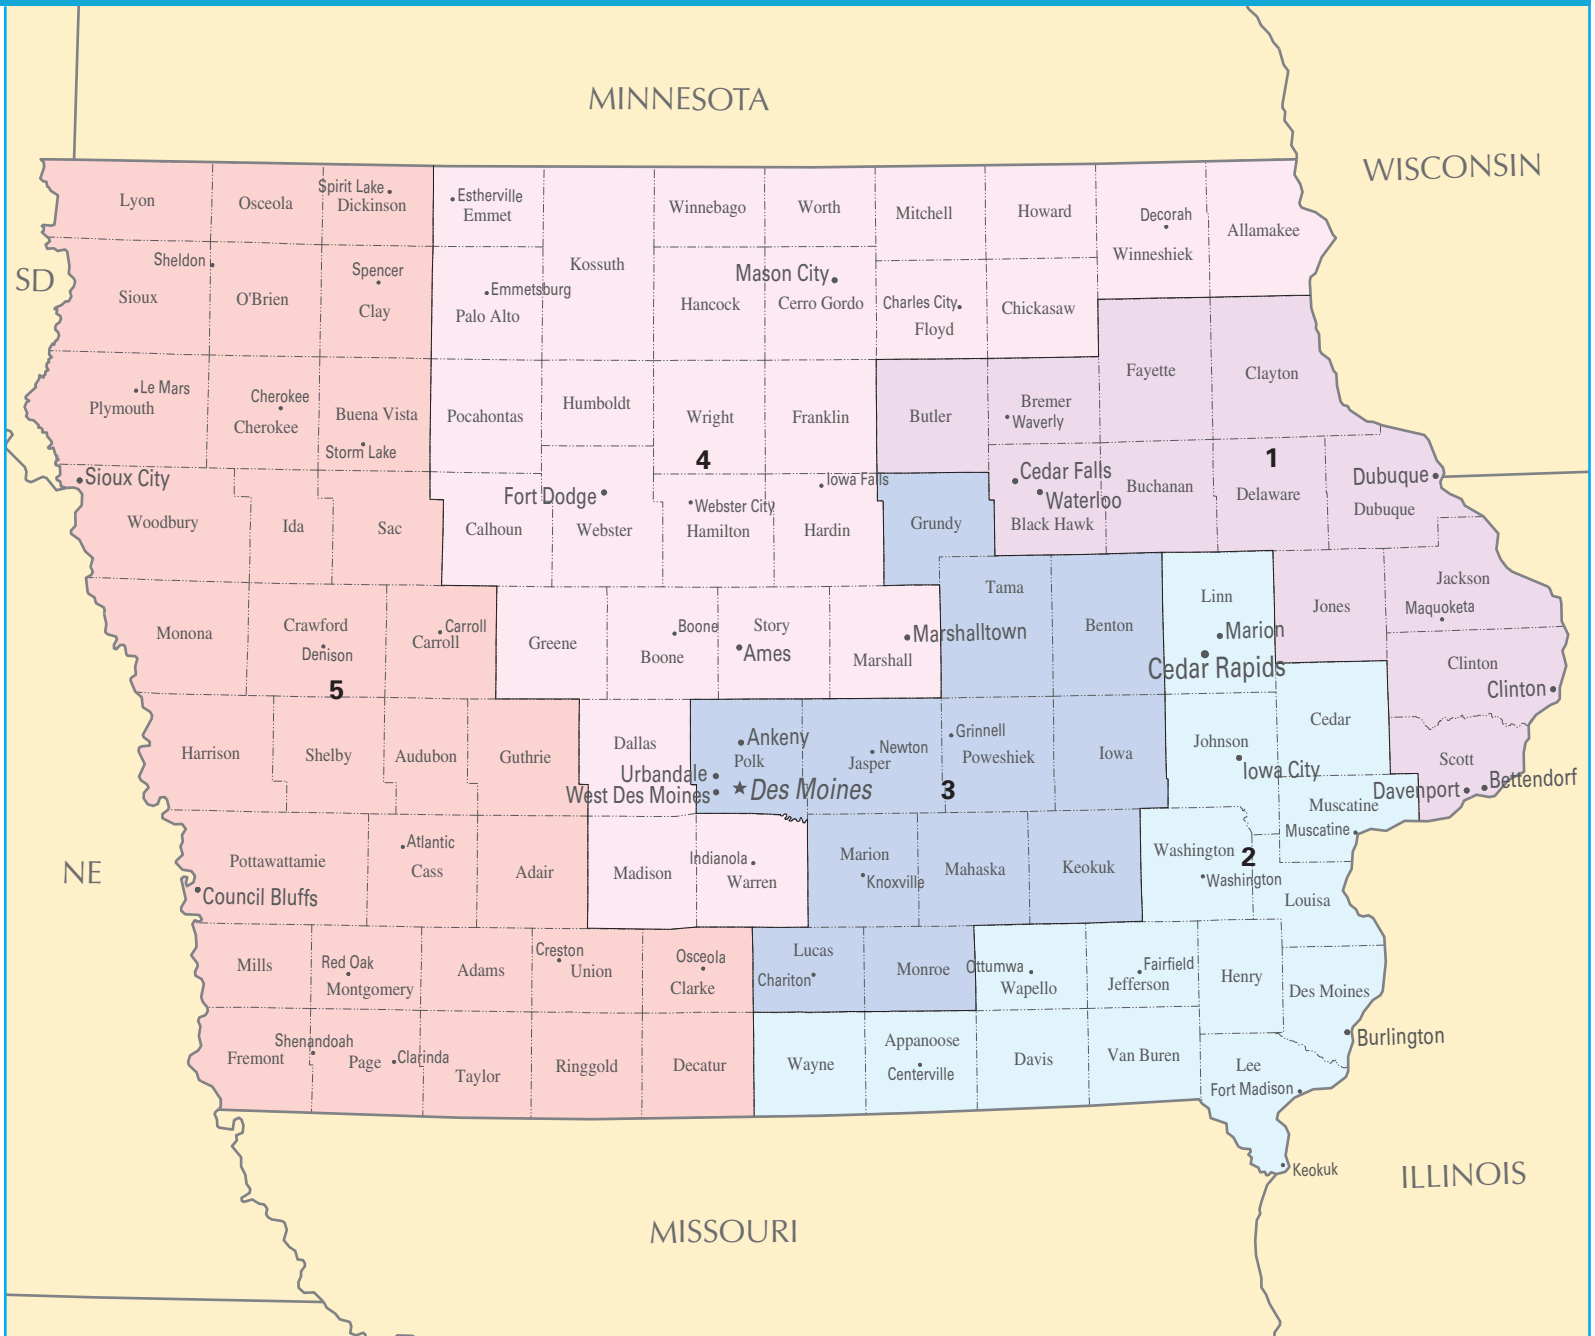 MINNESOTA
WISCONSIN
SD
NE
MISSOURI
ILLINOIS
Lyon
Osceola
Spirit Lake
Dickinson
Estherville
Emmet
Winnebago
Worth
Mitchell
Howard
Decorah
Winneshiek
Allamakee
Sheldon
Sioux
O'Brien
Spencer
Clay
Emmetsburg
Palo Alto
Kossuth
Hancock
Mason City
Cerro Gordo
Charles City
Floyd
Chickasaw
Fayette
Clayton
Le Mars
Plymouth
Cherokee
Cherokee
Buena Vista
Storm Lake
Pocahontas
Humboldt
Wright
4
Franklin
Butler
Bremer
Waverly
1
Sioux City
Woodbury
Ida
Sac
Calhoun
Fort Dodge
Webster
Webster City
Hamilton
Iowa Falls
Hardin
Grundy
Cedar Falls
Waterloo
Black Hawk
Buchanan
Delaware
Dubuque
Dubuque
Monona
Crawford
Denison
5
Carroll
Carroll
Greene
Boone
Boone
Story
Ames
Marshalltown
Marshall
Tama
Benton
Linn
Marion
Cedar Rapids
Jones
Jackson
Maquoketa
Clinton
Clinton
Harrison
Shelby
Audubon
Guthrie
Dallas
Ankeny
Polk
Urbandale
West Des Moines
Des Moines
Newton
Jasper
Grinnell
Poweshiek
3
Iowa
Johnson
Iowa City
Cedar
Scott
Davenport
Bettendorf
Muscatine
Muscatine
Pottawattamie
Council Bluffs
Atlantic
Cass
Adair
Madison
Indianola
Warren
Marion
Knoxville
Mahaska
Keokuk
Washington
2
Washington
Louisa
Mills
Red Oak
Montgomery
Adams
Creston
Union
Osceola
Clarke
Lucas
Chariton
Monroe
Ottumwa
Wapello
Fairfield
Jefferson
Henry
Des Moines
Burlington
Fremont
Shenandoah
Page
Clarinda
Taylor
Ringgold
Decatur
Wayne
Appanoose
Centerville
Davis
Van Buren
Lee
Fort Madison
Keokuk